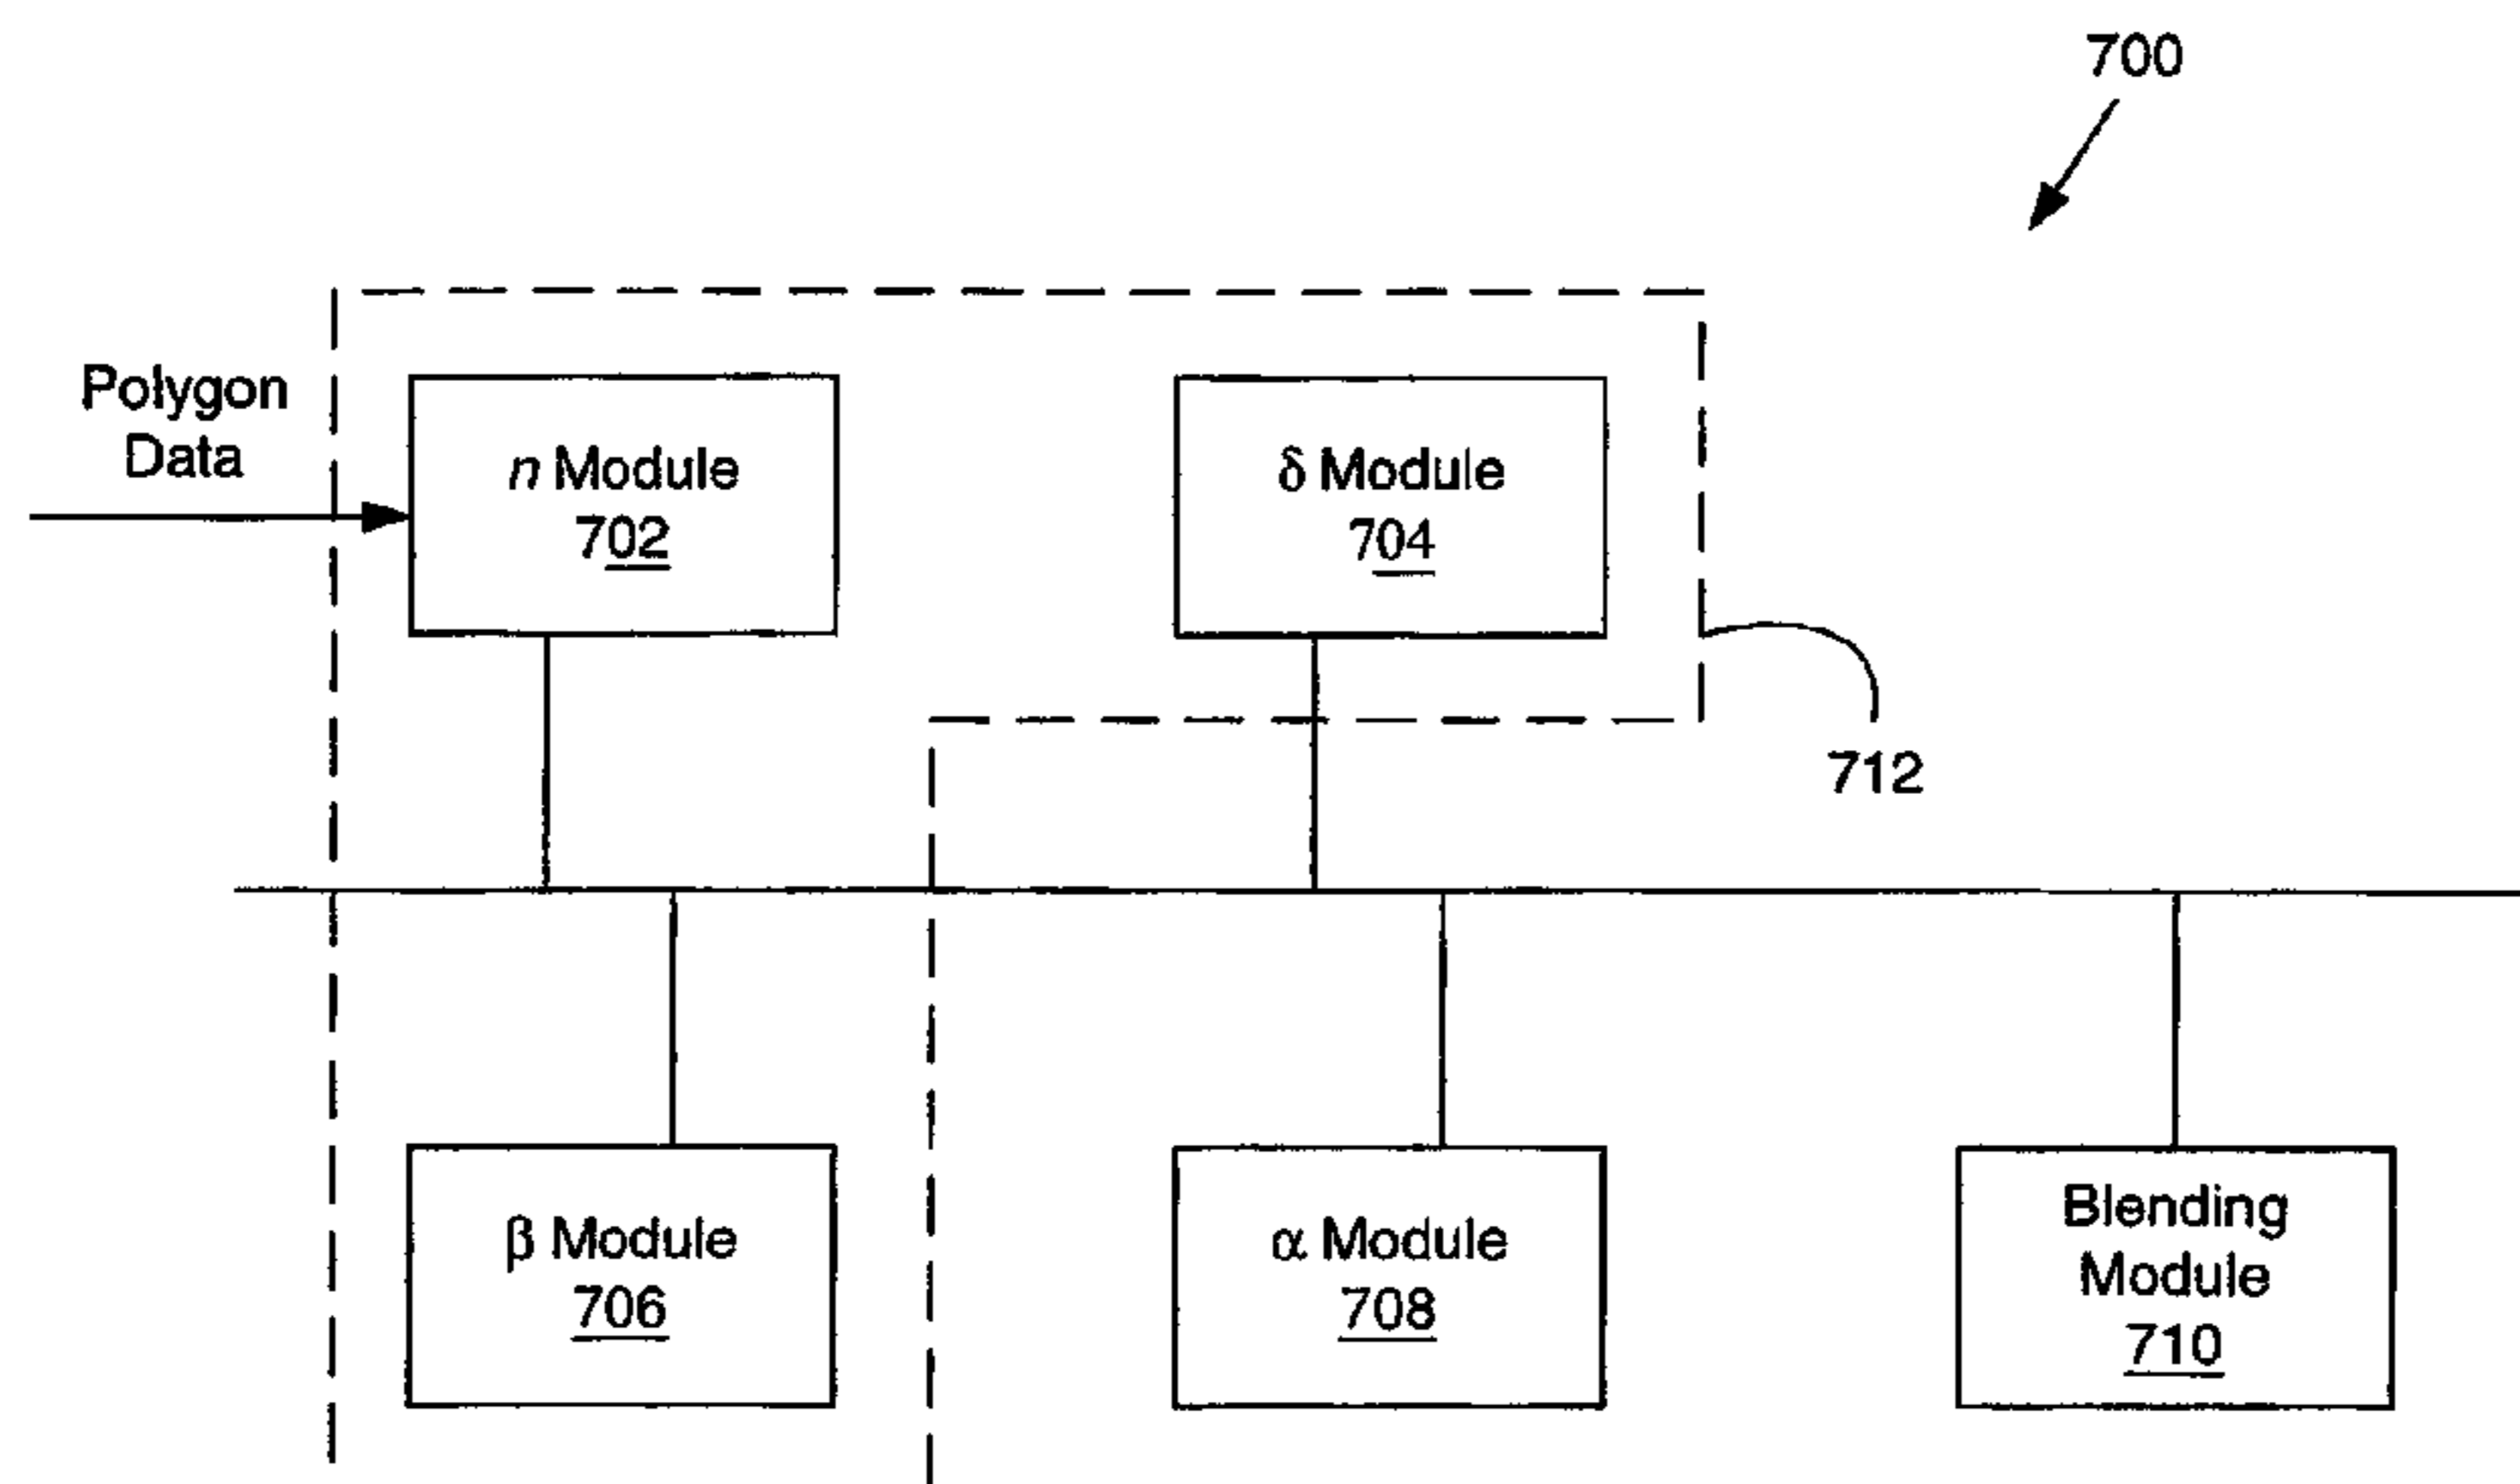 700
Polygon
Data
n Module
702
δ Module
704
712
β Module
706
α Module
708
Blending
Module
710